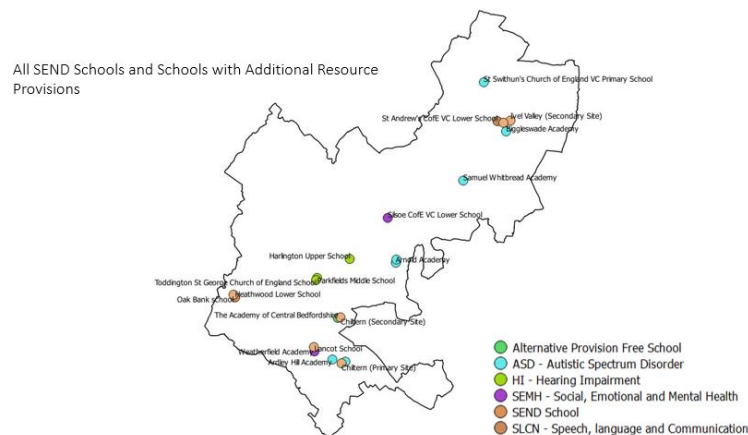 All SEND Schools and Schools with Additional Resource
Provisions
St Swithun's Church of England VC Primary School
St Andrew's CofE VC Lower School
Ivel Valley (Secondary Site)
Biggleswade Academy
Samuel Whitbread Academy
Silsoe CofE VC Lower School
Harlington Upper School
Arnold Academy
Toddington St George Church of England School
Parkfields Middle School
Heathwood Lower School
Oak Bank school
The Academy of Central Bedfordshire
Chiltern (Secondary Site)
Lancot School
Weatherfield Academy
Ardley Hill Academy
Chiltern (Primary Site)
Alternative Provision Free School
ASD - Autistic Spectrum Disorder
HI - Hearing Impairment
SEMH - Social, Emotional and Mental Health
SEND School
SLCN - Speech, language and Communication